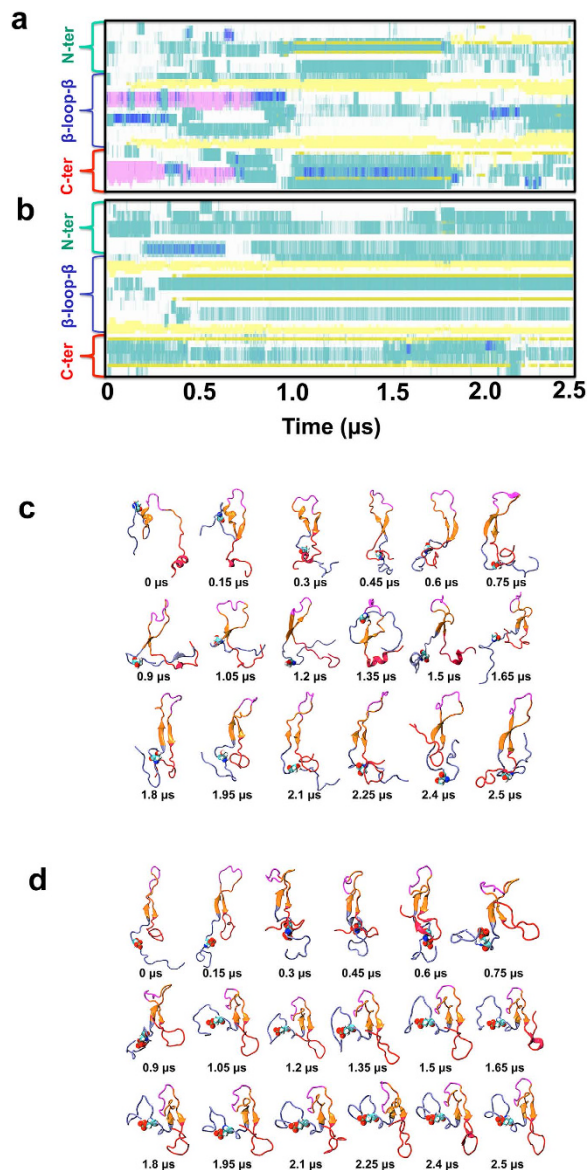 a
N-ter
β-loop-β
C-ter
b
N-ter
β-loop-β
C-ter
0 0.5 1.0 1.5 2.0 2.5
Time (µs)
c
0 µs 0.15 µs 0.3 µs 0.45 µs 0.6 µs 0.75 µs
0.9 µs 1.05 µs 1.2 µs 1.35 µs 1.5 µs 1.65 µs
1.8 µs 1.95 µs 2.1 µs 2.25 µs 2.4 µs 2.5 µs
d
0 µs 0.15 µs 0.3 µs 0.45 µs 0.6 µs 0.75 µs
0.9 µs 1.05 µs 1.2 µs 1.35 µs 1.5 µs 1.65 µs
1.8 µs 1.95 µs 2.1 µs 2.25 µs 2.4 µs 2.5 µs